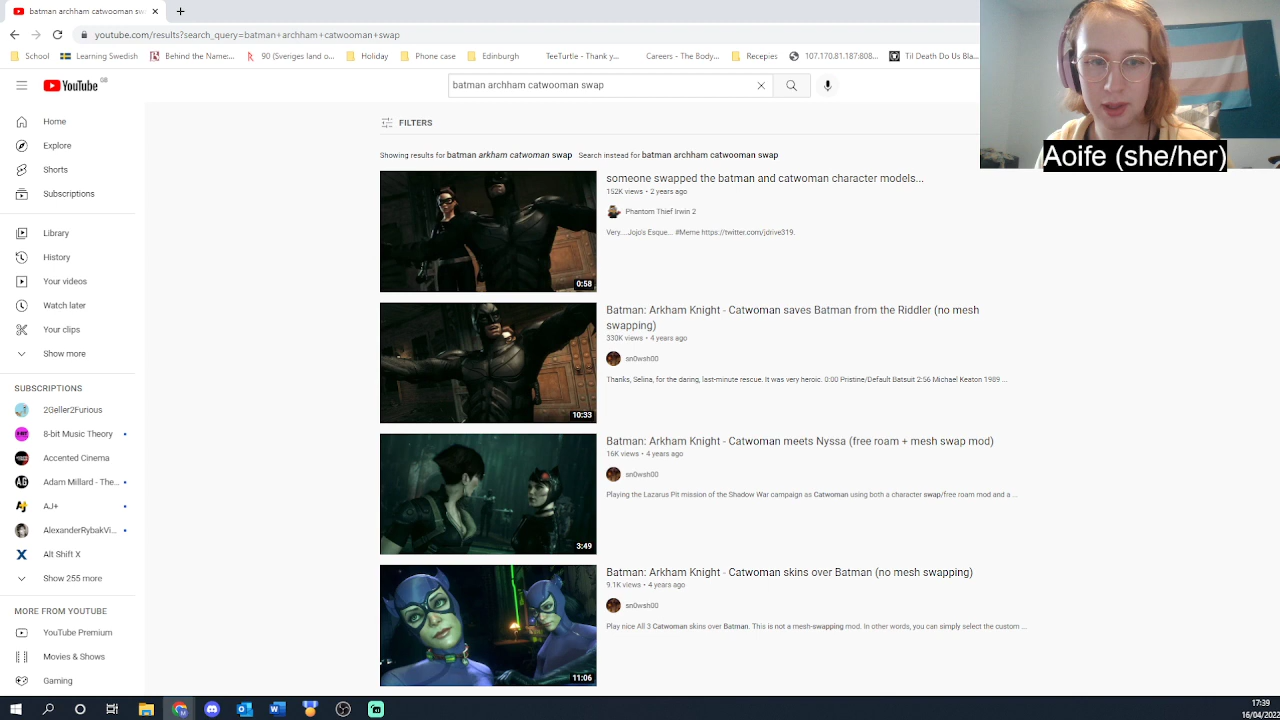 batman archham catwooman swap
youtube.com/results?search_query=batman+archham+catwooman+swap
School
Learning Swedish
Behind the Name:...
90 (Sveriges land o...
Holiday
Phone case
Edinburgh
TeeTurtle - Thank y...
Careers - The Body...
Recepies
107.170.81.187:808...
Til Death Do Us Bla...
YouTube GB
batman archham catwooman swap
Aoife (she/her)
Home
Explore
Shorts
Subscriptions
Library
History
Your videos
Watch later
Your clips
Show more
SUBSCRIPTIONS
2Geller2Furious
8-bit Music Theory
Accented Cinema
Adam Millard - The...
AJ+
AlexanderRybakVi...
Alt Shift X
Show 255 more
MORE FROM YOUTUBE
YouTube Premium
Movies & Shows
Gaming
FILTERS
Showing results for batman arkham catwoman swap Search instead for batman archham catwooman swap
someone swapped the batman and catwoman character models...
152K views • 2 years ago
Phantom Thief Irwin 2
Very....Jojo's Esque... #Meme https://twitter.com/jdrive319.
0:58
Batman: Arkham Knight - Catwoman saves Batman from the Riddler (no mesh
swapping)
330K views • 4 years ago
sn0wsh00
Thanks, Selina, for the daring, last-minute rescue. It was very heroic. 0:00 Pristine/Default Batsuit 2:56 Michael Keaton 1989 ...
10:33
Batman: Arkham Knight - Catwoman meets Nyssa (free roam + mesh swap mod)
16K views • 4 years ago
sn0wsh00
Playing the Lazarus Pit mission of the Shadow War campaign as Catwoman using both a character swap/free roam mod and a ...
3:49
Batman: Arkham Knight - Catwoman skins over Batman (no mesh swapping)
9.1K views • 4 years ago
sn0wsh00
Play nice All 3 Catwoman skins over Batman. This is not a mesh-swapping mod. In other words, you can simply select the custom ...
11:06
17:39
16/04/2022